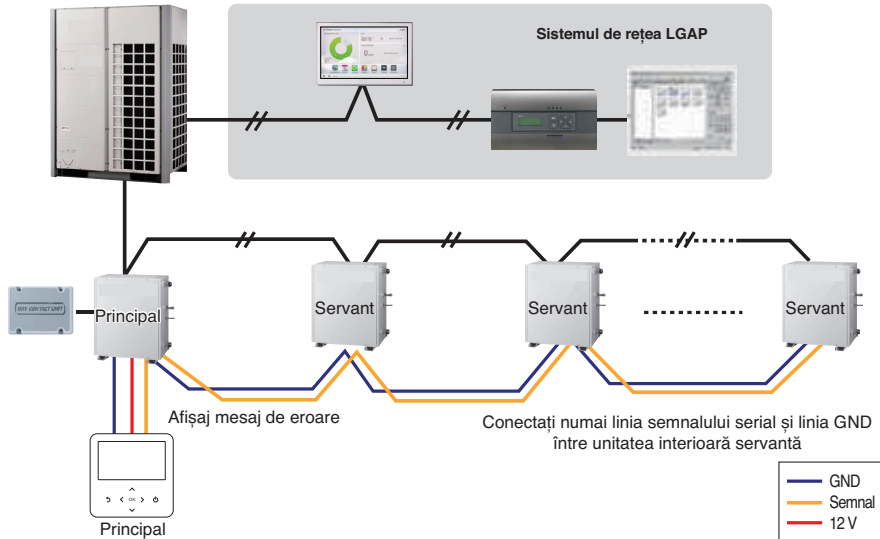 Sistemul de rețea LGAP
DRY CONTACT UNIT
Principal
Servant
Servant
Servant
Afișaj mesaj de eroare
Conectați numai linia semnalului serial și linia GND
între unitatea interioară servantă
OK
Principal
GND
Semnal
12 V